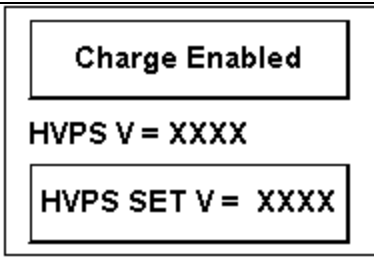 Charge Enabled
HVPS V = XXXX
HVPS SET V = XXXX